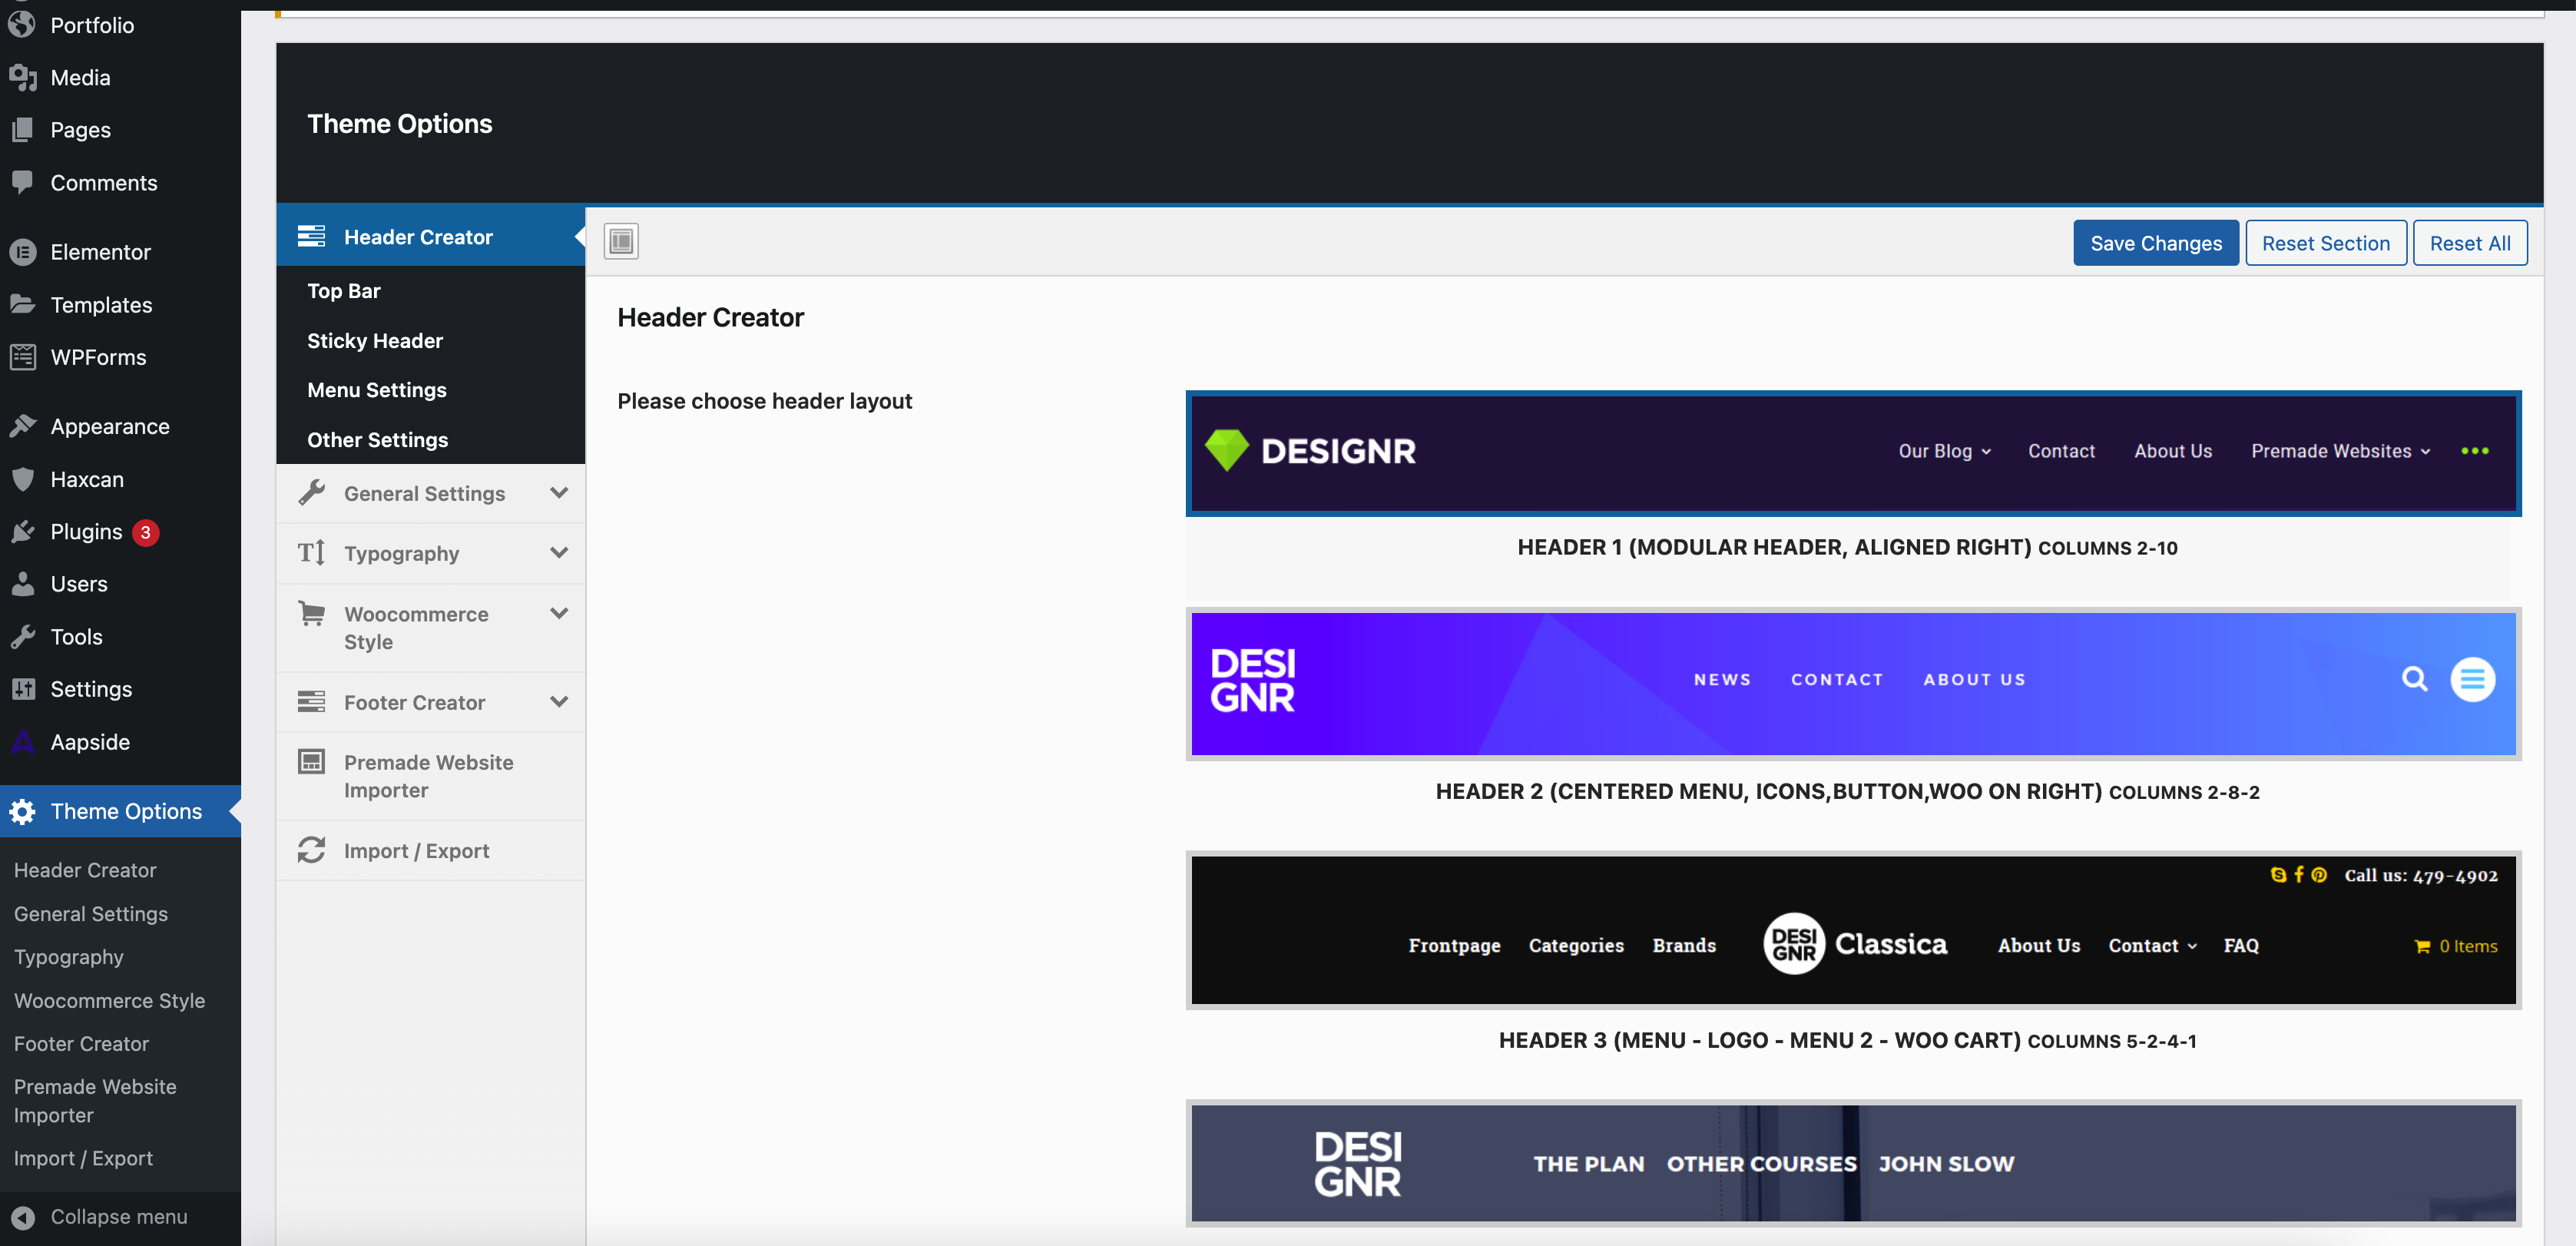 Portfolio
Media
Pages
Comments
Elementor
Templates
WPForms
Appearance
Haxcan
Plugins 3
Users
Tools
Settings
Aapside
Theme Options
Header Creator
General Settings
Typography
Woocommerce Style
Footer Creator
Premade Website
Importer
Import / Export
Collapse menu
Theme Options
Header Creator
Top Bar
Sticky Header
Menu Settings
Other Settings
General Settings
Typography
Woocommerce
Style
Footer Creator
Premade Website
Importer
Import / Export
Save Changes Reset Section Reset All
Header Creator
Please choose header layout
DESIGNR Our Blog Contact About Us Premade Websites
HEADER 1 (MODULAR HEADER, ALIGNED RIGHT) COLUMNS 2-10
DESI
GNR
NEWS CONTACT ABOUT US
HEADER 2 (CENTERED MENU, ICONS,BUTTON,WOO ON RIGHT) COLUMNS 2-8-2
Call us: 479-4902
Frontpage Categories Brands
DESI
GNR
Classica
About Us Contact FAQ
0 Items
HEADER 3 (MENU - LOGO - MENU 2 - WOO CART) COLUMNS 5-2-4-1
DESI
GNR
THE PLAN OTHER COURSES JOHN SLOW